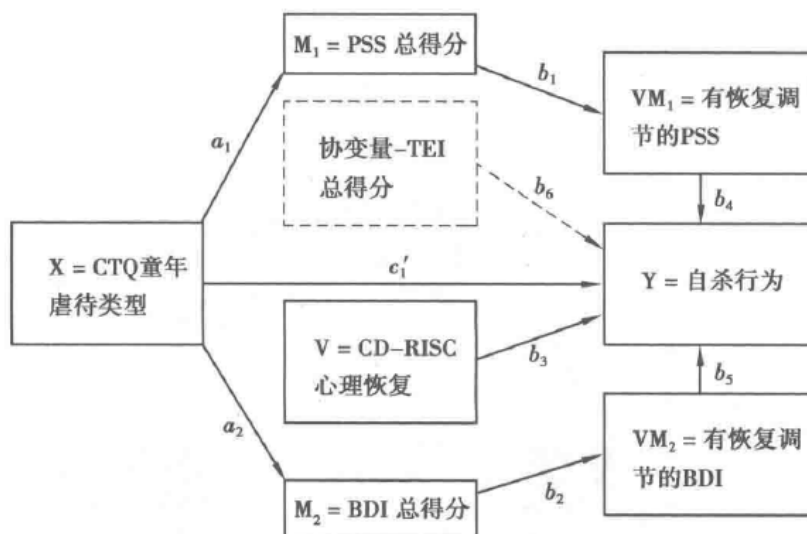 M₁ = PSS 总得分
b₁
VM₁ = 有恢复调
节的PSS
a₁
协变量-TEI
总得分
b₆
b₄
X = CTQ童年
虐待类型
c₁′
Y = 自杀行为
V = CD-RISC
心理恢复
b₃
b₅
a₂
VM₂ = 有恢复调
节的BDI
M₂ = BDI 总得分
b₂